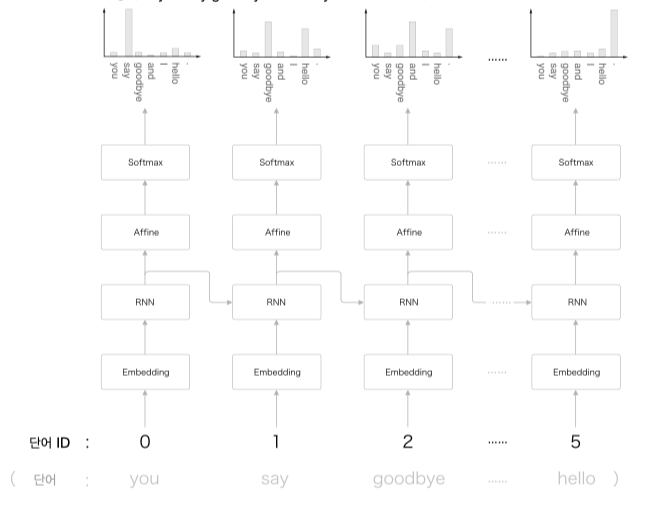 you say goodbye and I hello .
you say goodbye and I hello .
you say goodbye and I hello .
......
you say goodbye and I hello .
Softmax Softmax Softmax ...... Softmax
Affine Affine Affine ...... Affine
RNN RNN RNN ...... RNN
Embedding Embedding Embedding ...... Embedding
단어 ID : 0 1 2 ...... 5
( 단어 : you say goodbye ...... hello )